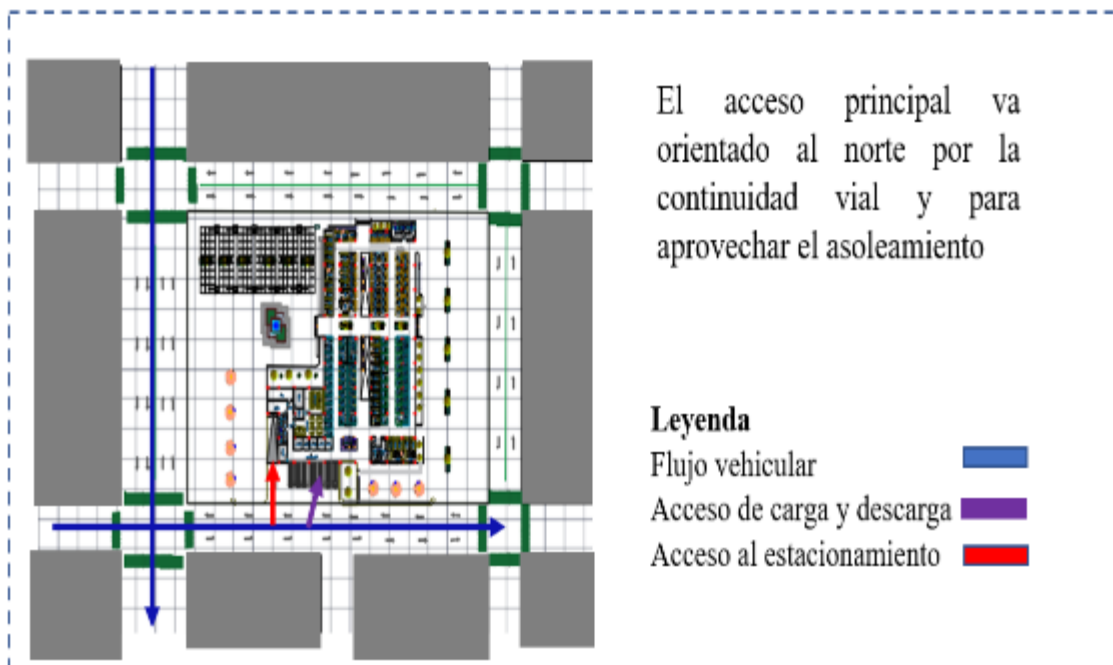 El acceso principal va
orientado al norte por la
continuidad vial y para
aprovechar el asoleamiento
Leyenda
Flujo vehicular
Acceso de carga y descarga
Acceso al estacionamiento